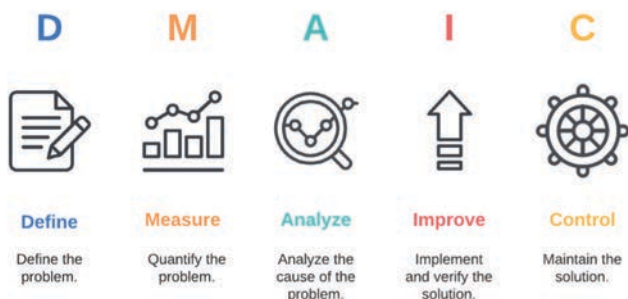 D M A I C
Define Measure Analyze Improve Control
Define the
problem.
Quantify the
problem.
Analyze the
cause of the
problem.
Implement
and verify the
solution.
Maintain the
solution.